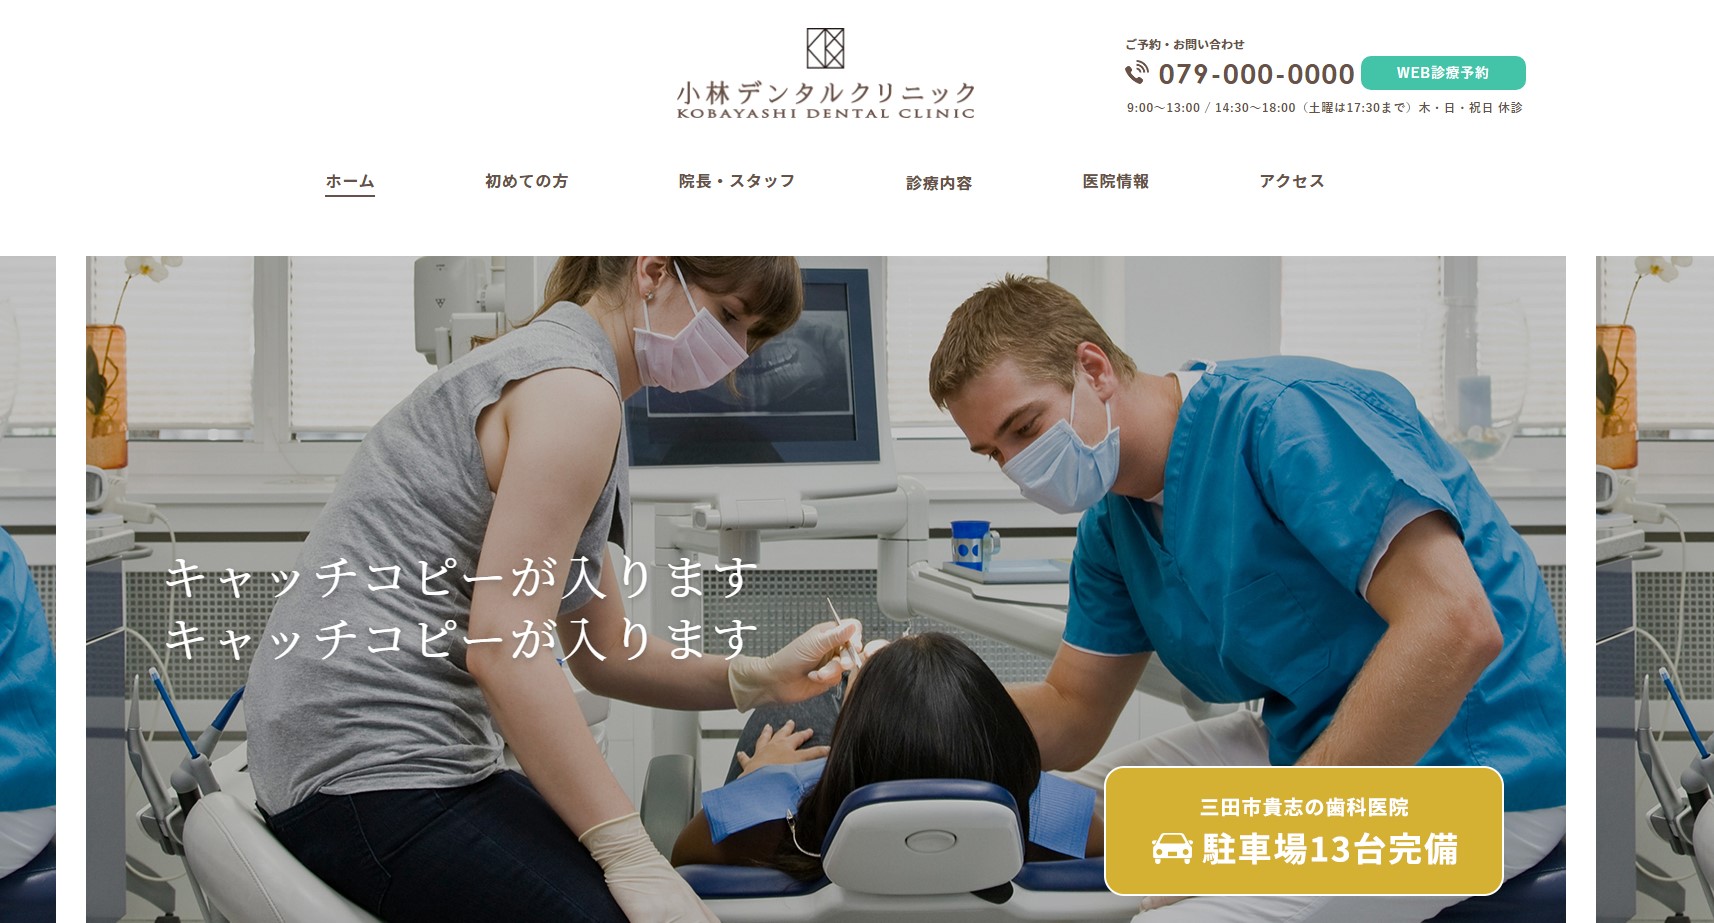 小林デンタルクリニック
KOBAYASHI DENTAL CLINIC
ご予約・お問い合わせ
079-000-0000
WEB診療予約
9:00〜13:00 / 14:30〜18:00（土曜は17:30まで）木・日・祝日 休診
ホーム
初めての方
院長・スタッフ
診療内容
医院情報
アクセス
キャッチコピーが入ります
キャッチコピーが入ります
三田市貴志の歯科医院
駐車場13台完備